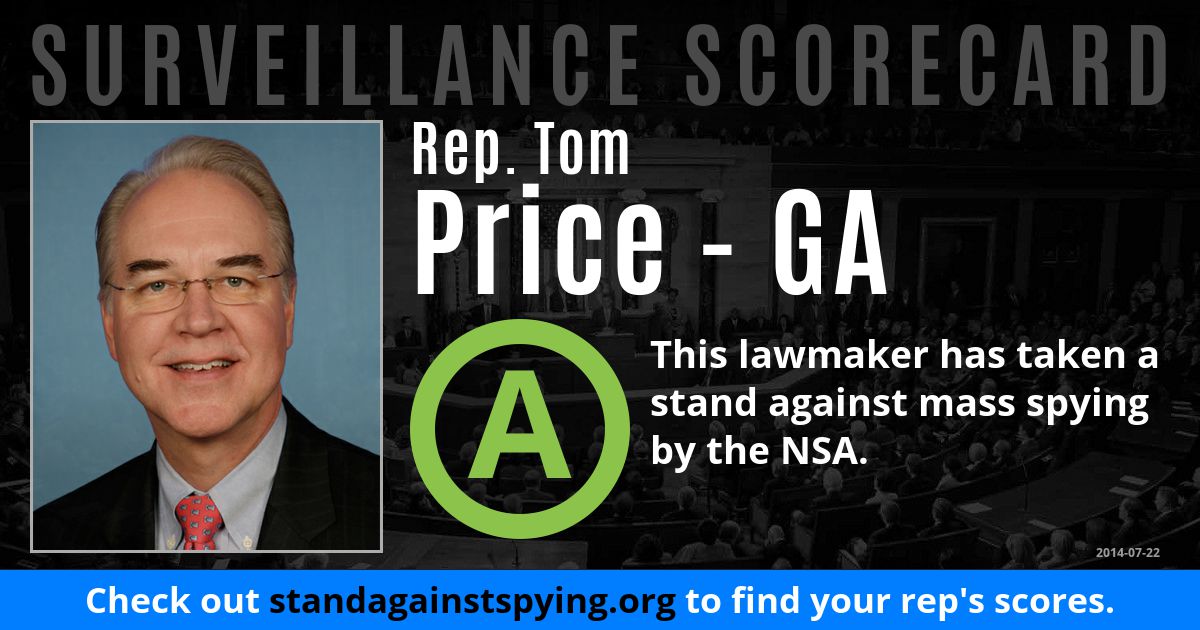 SURVEILLANCE SCORECARD
Rep. Tom
Price - GA
A
This lawmaker has taken a
stand against mass spying
by the NSA.
2014-07-22
Check out standagainstspying.org to find your rep's scores.